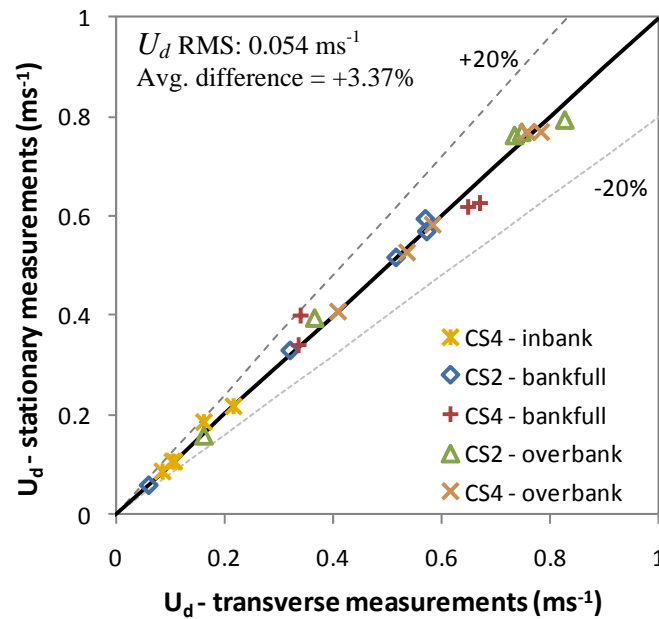 U_d RMS: 0.054 ms⁻¹
Avg. difference = +3.37%
+20%
-20%
1
0.8
0.6
0.4
0.2
0
U_d - stationary measurements (ms⁻¹)
CS4 - inbank
CS2 - bankfull
CS4 - bankfull
CS2 - overbank
CS4 - overbank
0 0.2 0.4 0.6 0.8 1
U_d - transverse measurements (ms⁻¹)